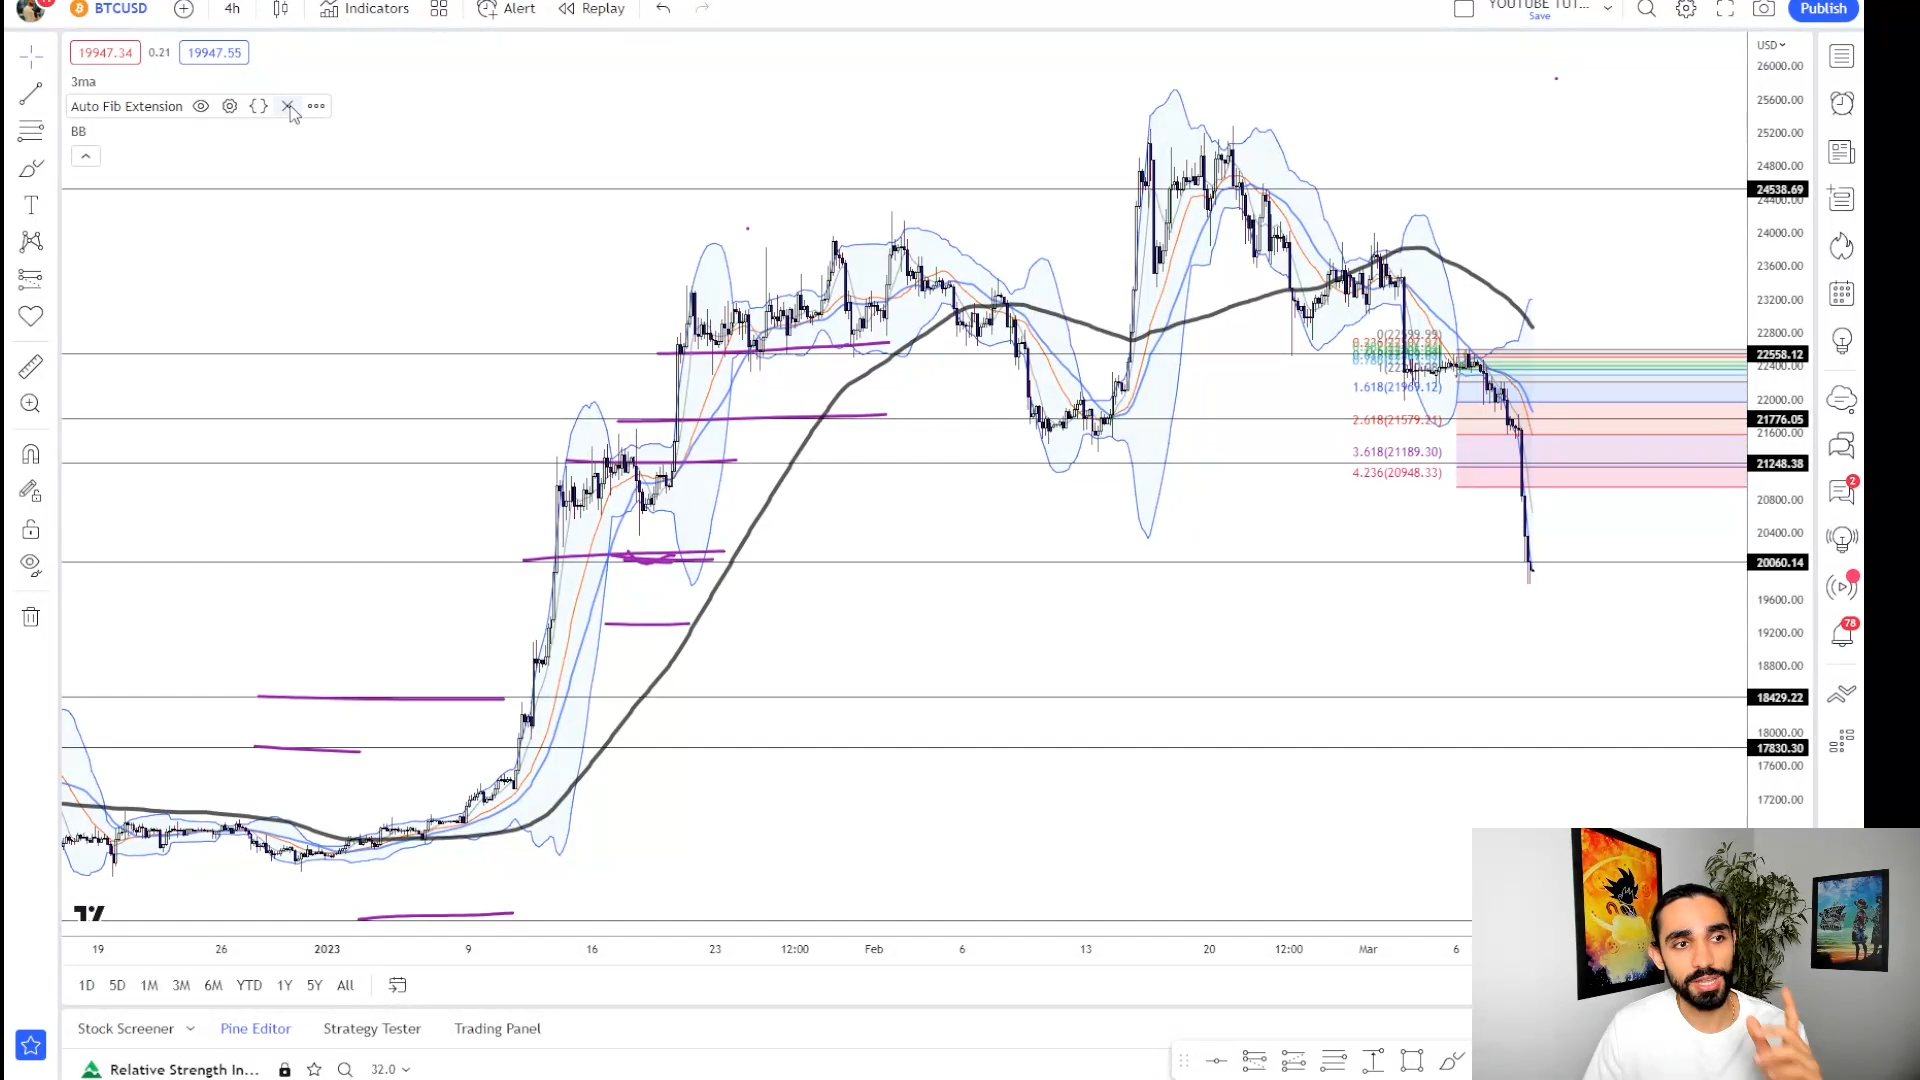 BTCUSD
4h
Indicators
Alert
Replay
Save
Publish
19947.34
0.21
19947.55
3ma
Auto Fib Extension
BB
USD
26000.00
25600.00
25200.00
24800.00
24538.69
24400.00
24000.00
23600.00
23200.00
22800.00
22558.12
22400.00
22000.00
21776.05
21600.00
21248.38
20800.00
20400.00
20060.14
19600.00
19200.00
18800.00
18429.22
18000.00
17830.30
17600.00
17200.00
1.618(21969.12)
2.618(21579.21)
3.618(21189.30)
4.236(20948.33)
2
78
19
26
2023
9
16
23
12:00
Feb
6
13
20
12:00
Mar
6
1D
5D
1M
3M
6M
YTD
1Y
5Y
All
Stock Screener
Pine Editor
Strategy Tester
Trading Panel
Relative Strength In...
32.0